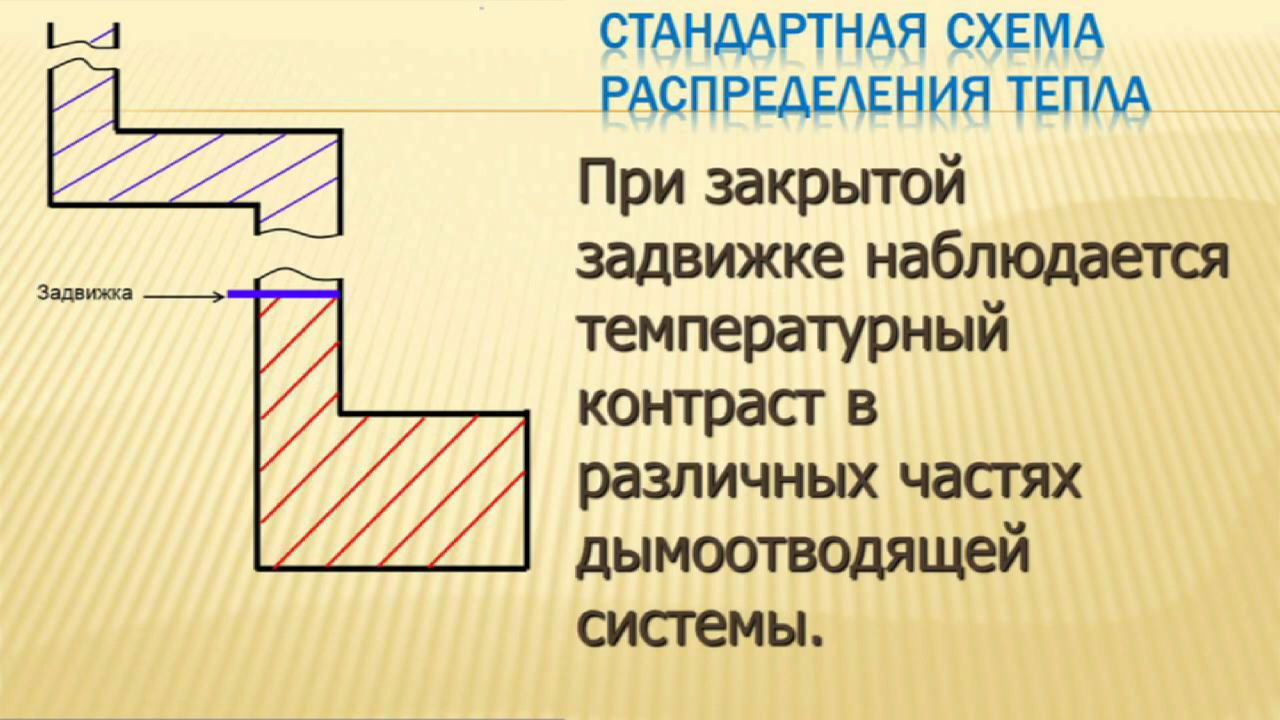 СТАНДАРТНАЯ СХЕМА
РАСПРЕДЕЛЕНИЯ ТЕПЛА
При закрытой
задвижке наблюдается
температурный
контраст в
различных частях
дымоотводящей
системы.
Задвижка